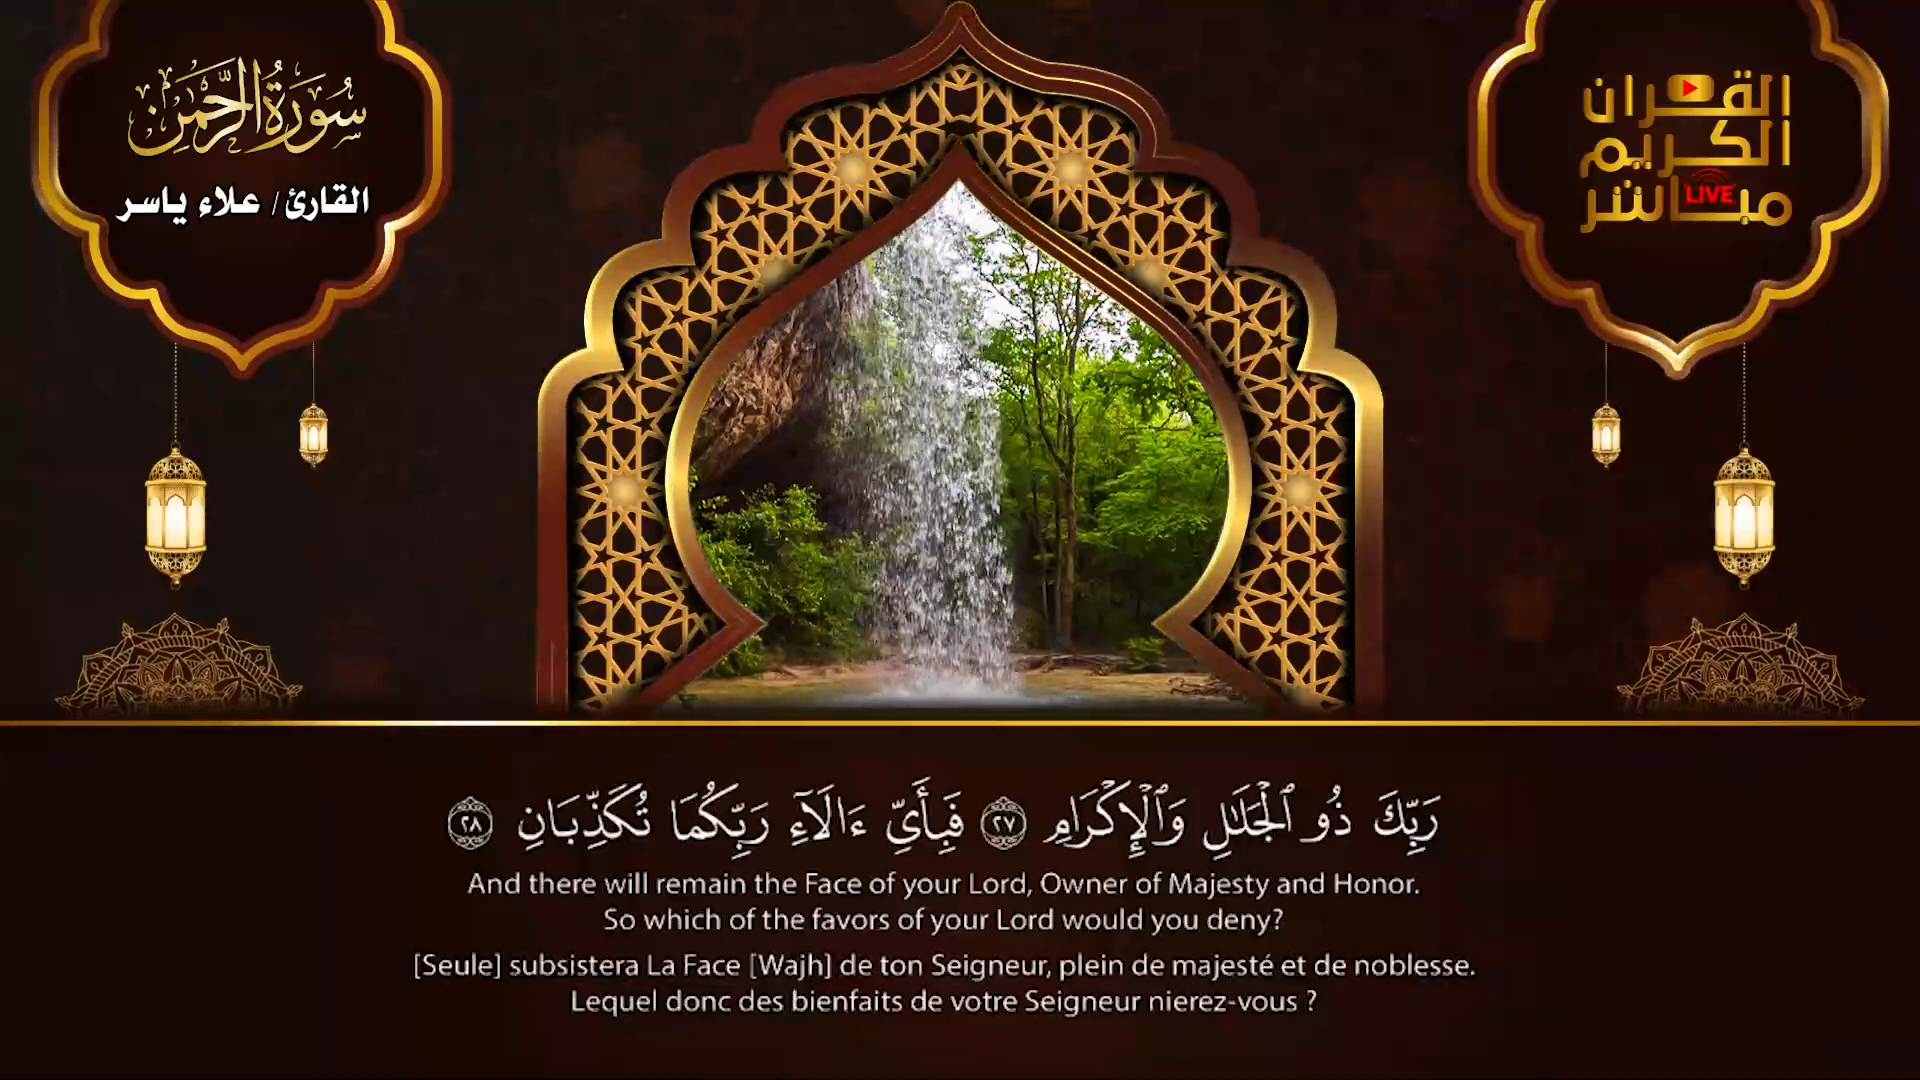 سُورَةُ الرَّحْمَٰنِ
القارئ / علاء ياسر
القرآن
الكريم
مباشر
LIVE
رَبِّكَ ذُو ٱلْجَلَٰلِ وَٱلْإِكْرَامِ ٢٧ فَبِأَىِّ ءَالَآءِ رَبِّكُمَا تُكَذِّبَانِ ٢٨
And there will remain the Face of your Lord, Owner of Majesty and Honor.
So which of the favors of your Lord would you deny?
[Seule] subsistera La Face [Wajh] de ton Seigneur, plein de majesté et de noblesse.
Lequel donc des bienfaits de votre Seigneur nierez-vous ?